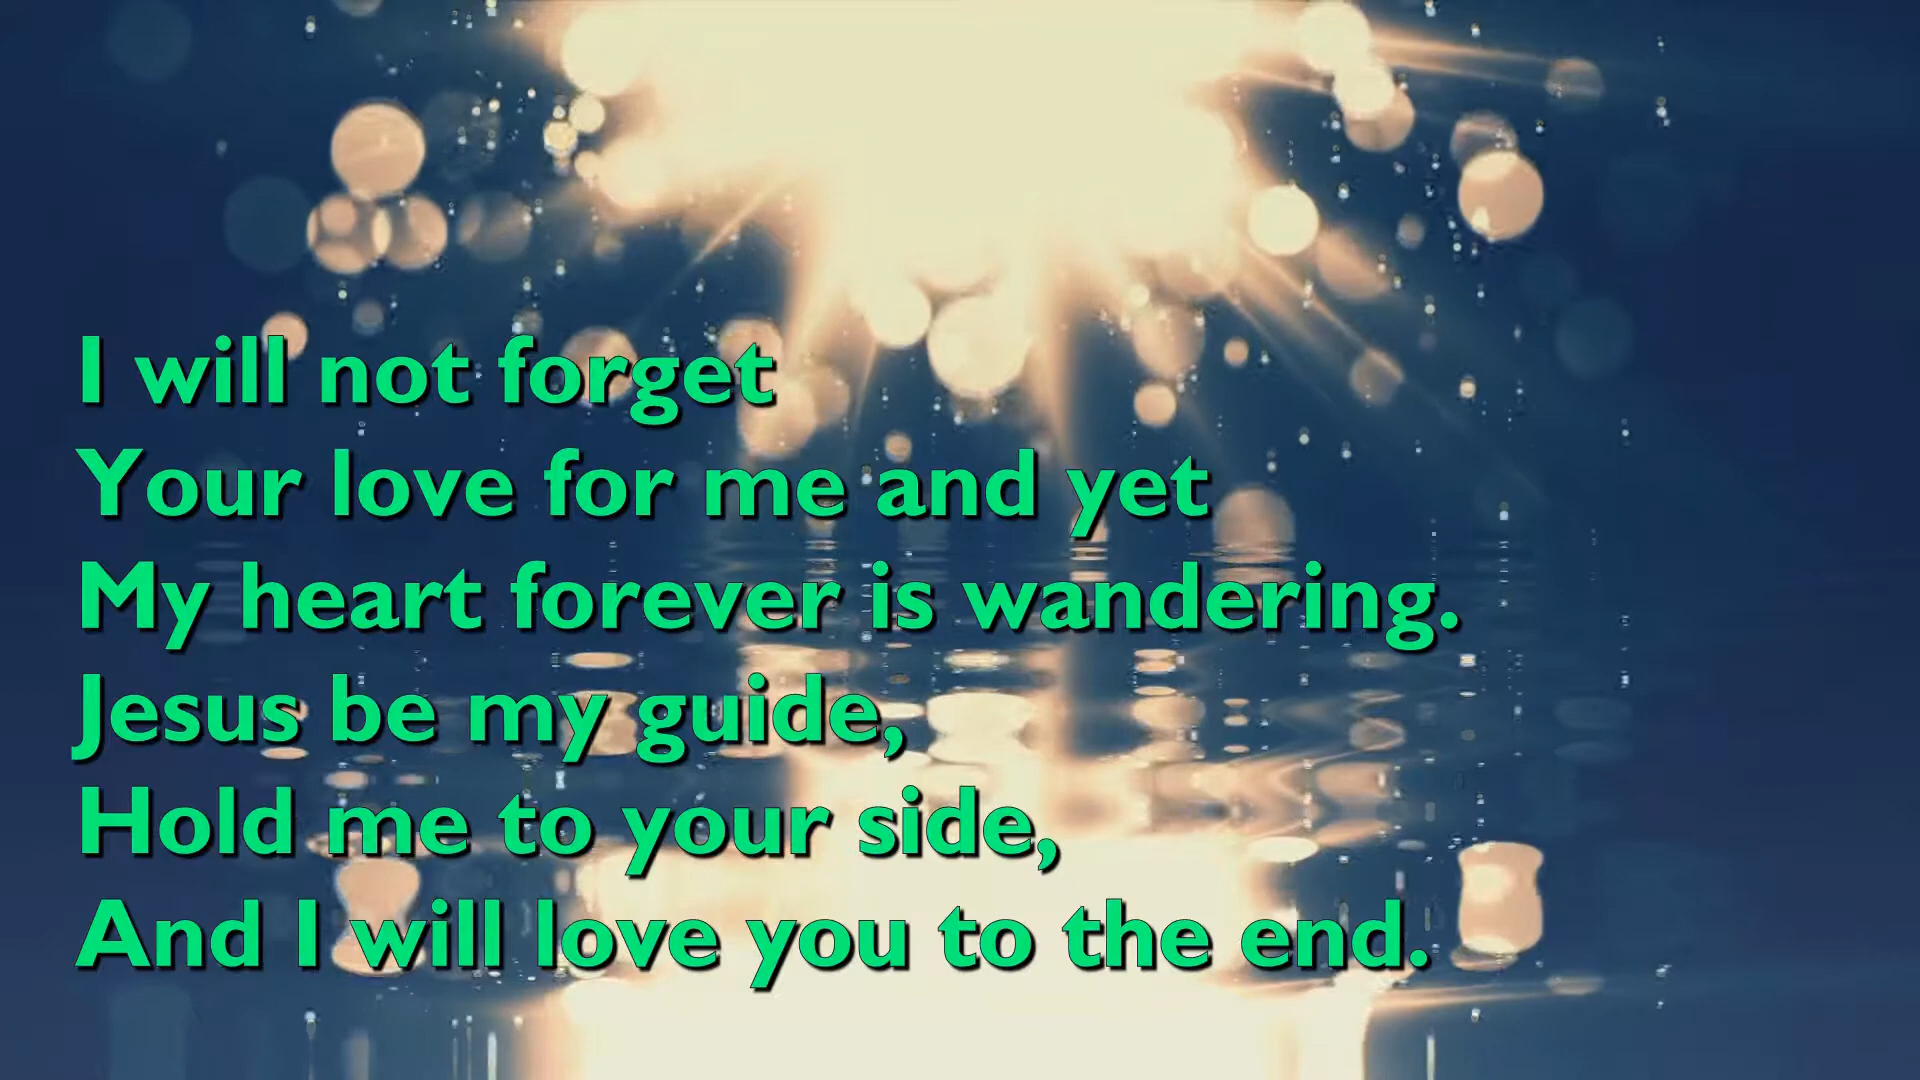 I will not forget
Your love for me and yet
My heart forever is wandering.
Jesus be my guide,
Hold me to your side,
And I will love you to the end.